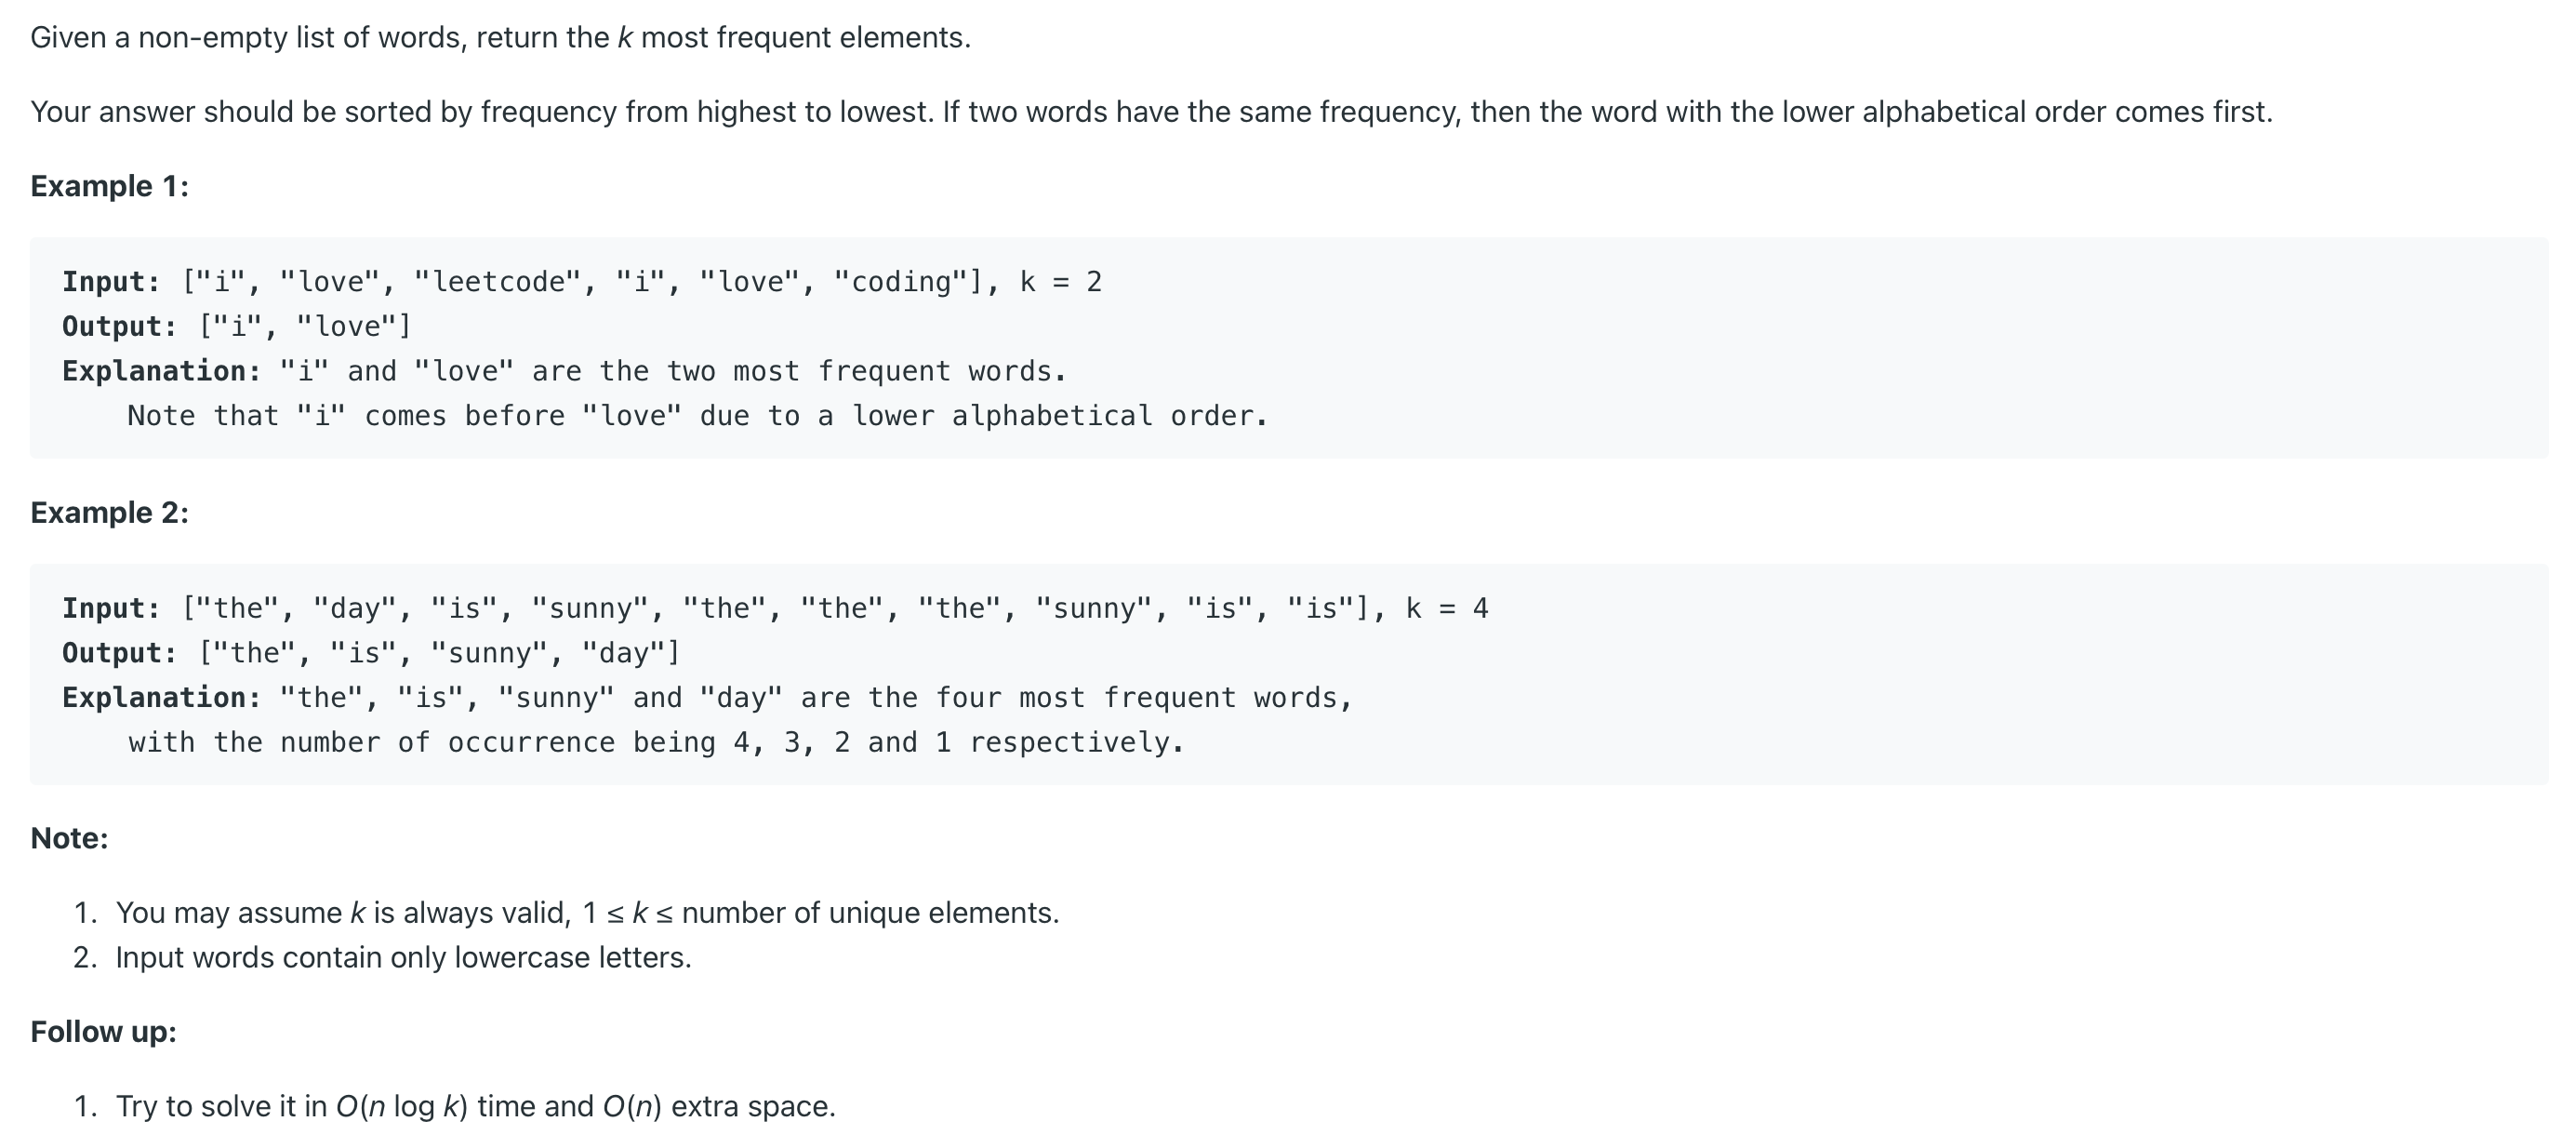 Given a non-empty list of words, return the k most frequent elements.
Your answer should be sorted by frequency from highest to lowest. If two words have the same frequency, then the word with the lower alphabetical order comes first.
Example 1:
Input: ["i", "love", "leetcode", "i", "love", "coding"], k = 2
Output: ["i", "love"]
Explanation: "i" and "love" are the two most frequent words.
Note that "i" comes before "love" due to a lower alphabetical order.
Example 2:
Input: ["the", "day", "is", "sunny", "the", "the", "the", "sunny", "is", "is"], k = 4
Output: ["the", "is", "sunny", "day"]
Explanation: "the", "is", "sunny" and "day" are the four most frequent words,
with the number of occurrence being 4, 3, 2 and 1 respectively.
Note:
1. You may assume k is always valid, 1 ≤ k ≤ number of unique elements.
2. Input words contain only lowercase letters.
Follow up:
1. Try to solve it in O(n log k) time and O(n) extra space.